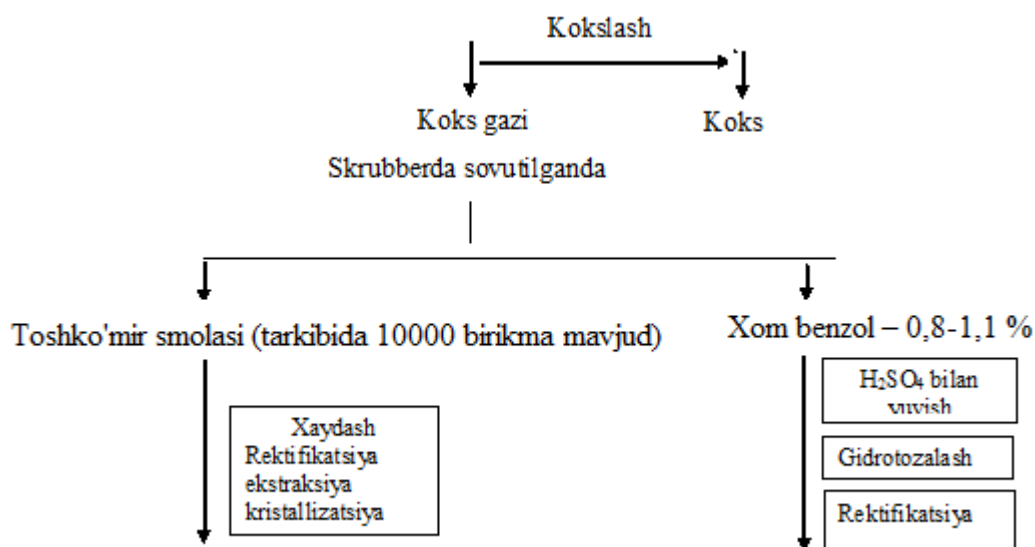 Kokslash
Koks gazi
Koks
Skrubberda sovutilganda
Toshko'mir smolasi (tarkibida 10000 birikma mavjud)
Xom benzol – 0,8-1,1 %
H₂SO₄ bilan
yuvish
Xaydash
Rektifikatsiya
ekstraksiya
kristallizatsiya
Gidrotozalash
Rektifikatsiya